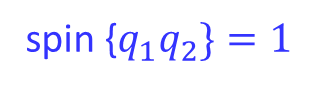 spin {q₁q₂} = 1